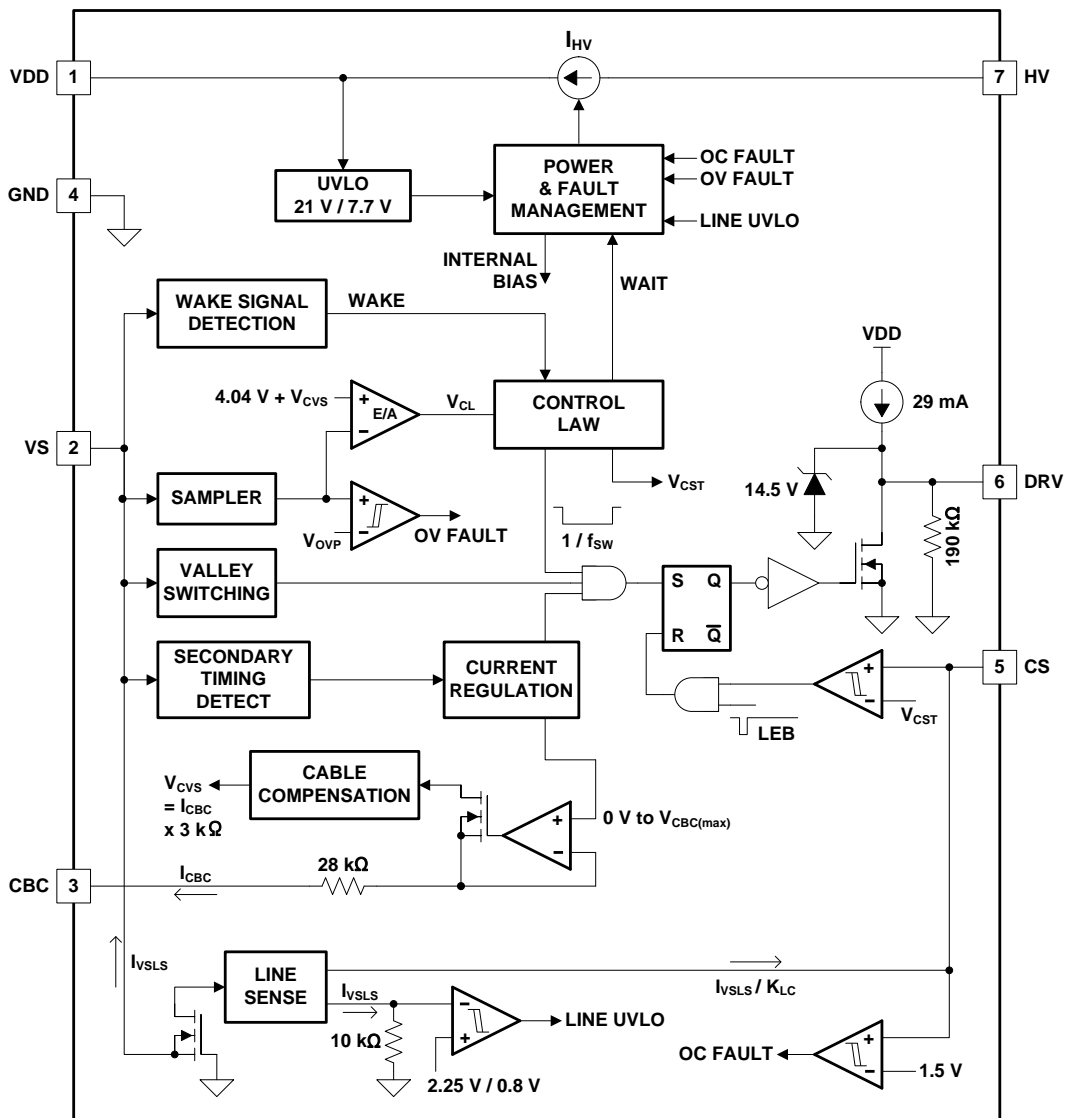 I_HV
VDD
1
7
HV
POWER
& FAULT
MANAGEMENT
OC FAULT
OV FAULT
LINE UVLO
UVLO
21 V / 7.7 V
GND
4
INTERNAL
BIAS
WAIT
WAKE SIGNAL
DETECTION
WAKE
VDD
29 mA
4.04 V + V_CVS
+
E/A
−
V_CL
CONTROL
LAW
VS
2
V_CST
SAMPLER
+
−
V_OVP
OV FAULT
14.5 V
6
DRV
190 kΩ
1 / f_SW
VALLEY
SWITCHING
S
Q
R
Q̅
SECONDARY
TIMING
DETECT
CURRENT
REGULATION
+
−
5
CS
V_CST
LEB
V_CVS
= I_CBC
x 3 kΩ
CABLE
COMPENSATION
+
−
0 V to V_CBC(max)
CBC
3
I_CBC
28 kΩ
I_VSLS
LINE
SENSE
I_VSLS
I_VSLS / K_LC
10 kΩ
−
+
LINE UVLO
2.25 V / 0.8 V
OC FAULT
+
−
1.5 V